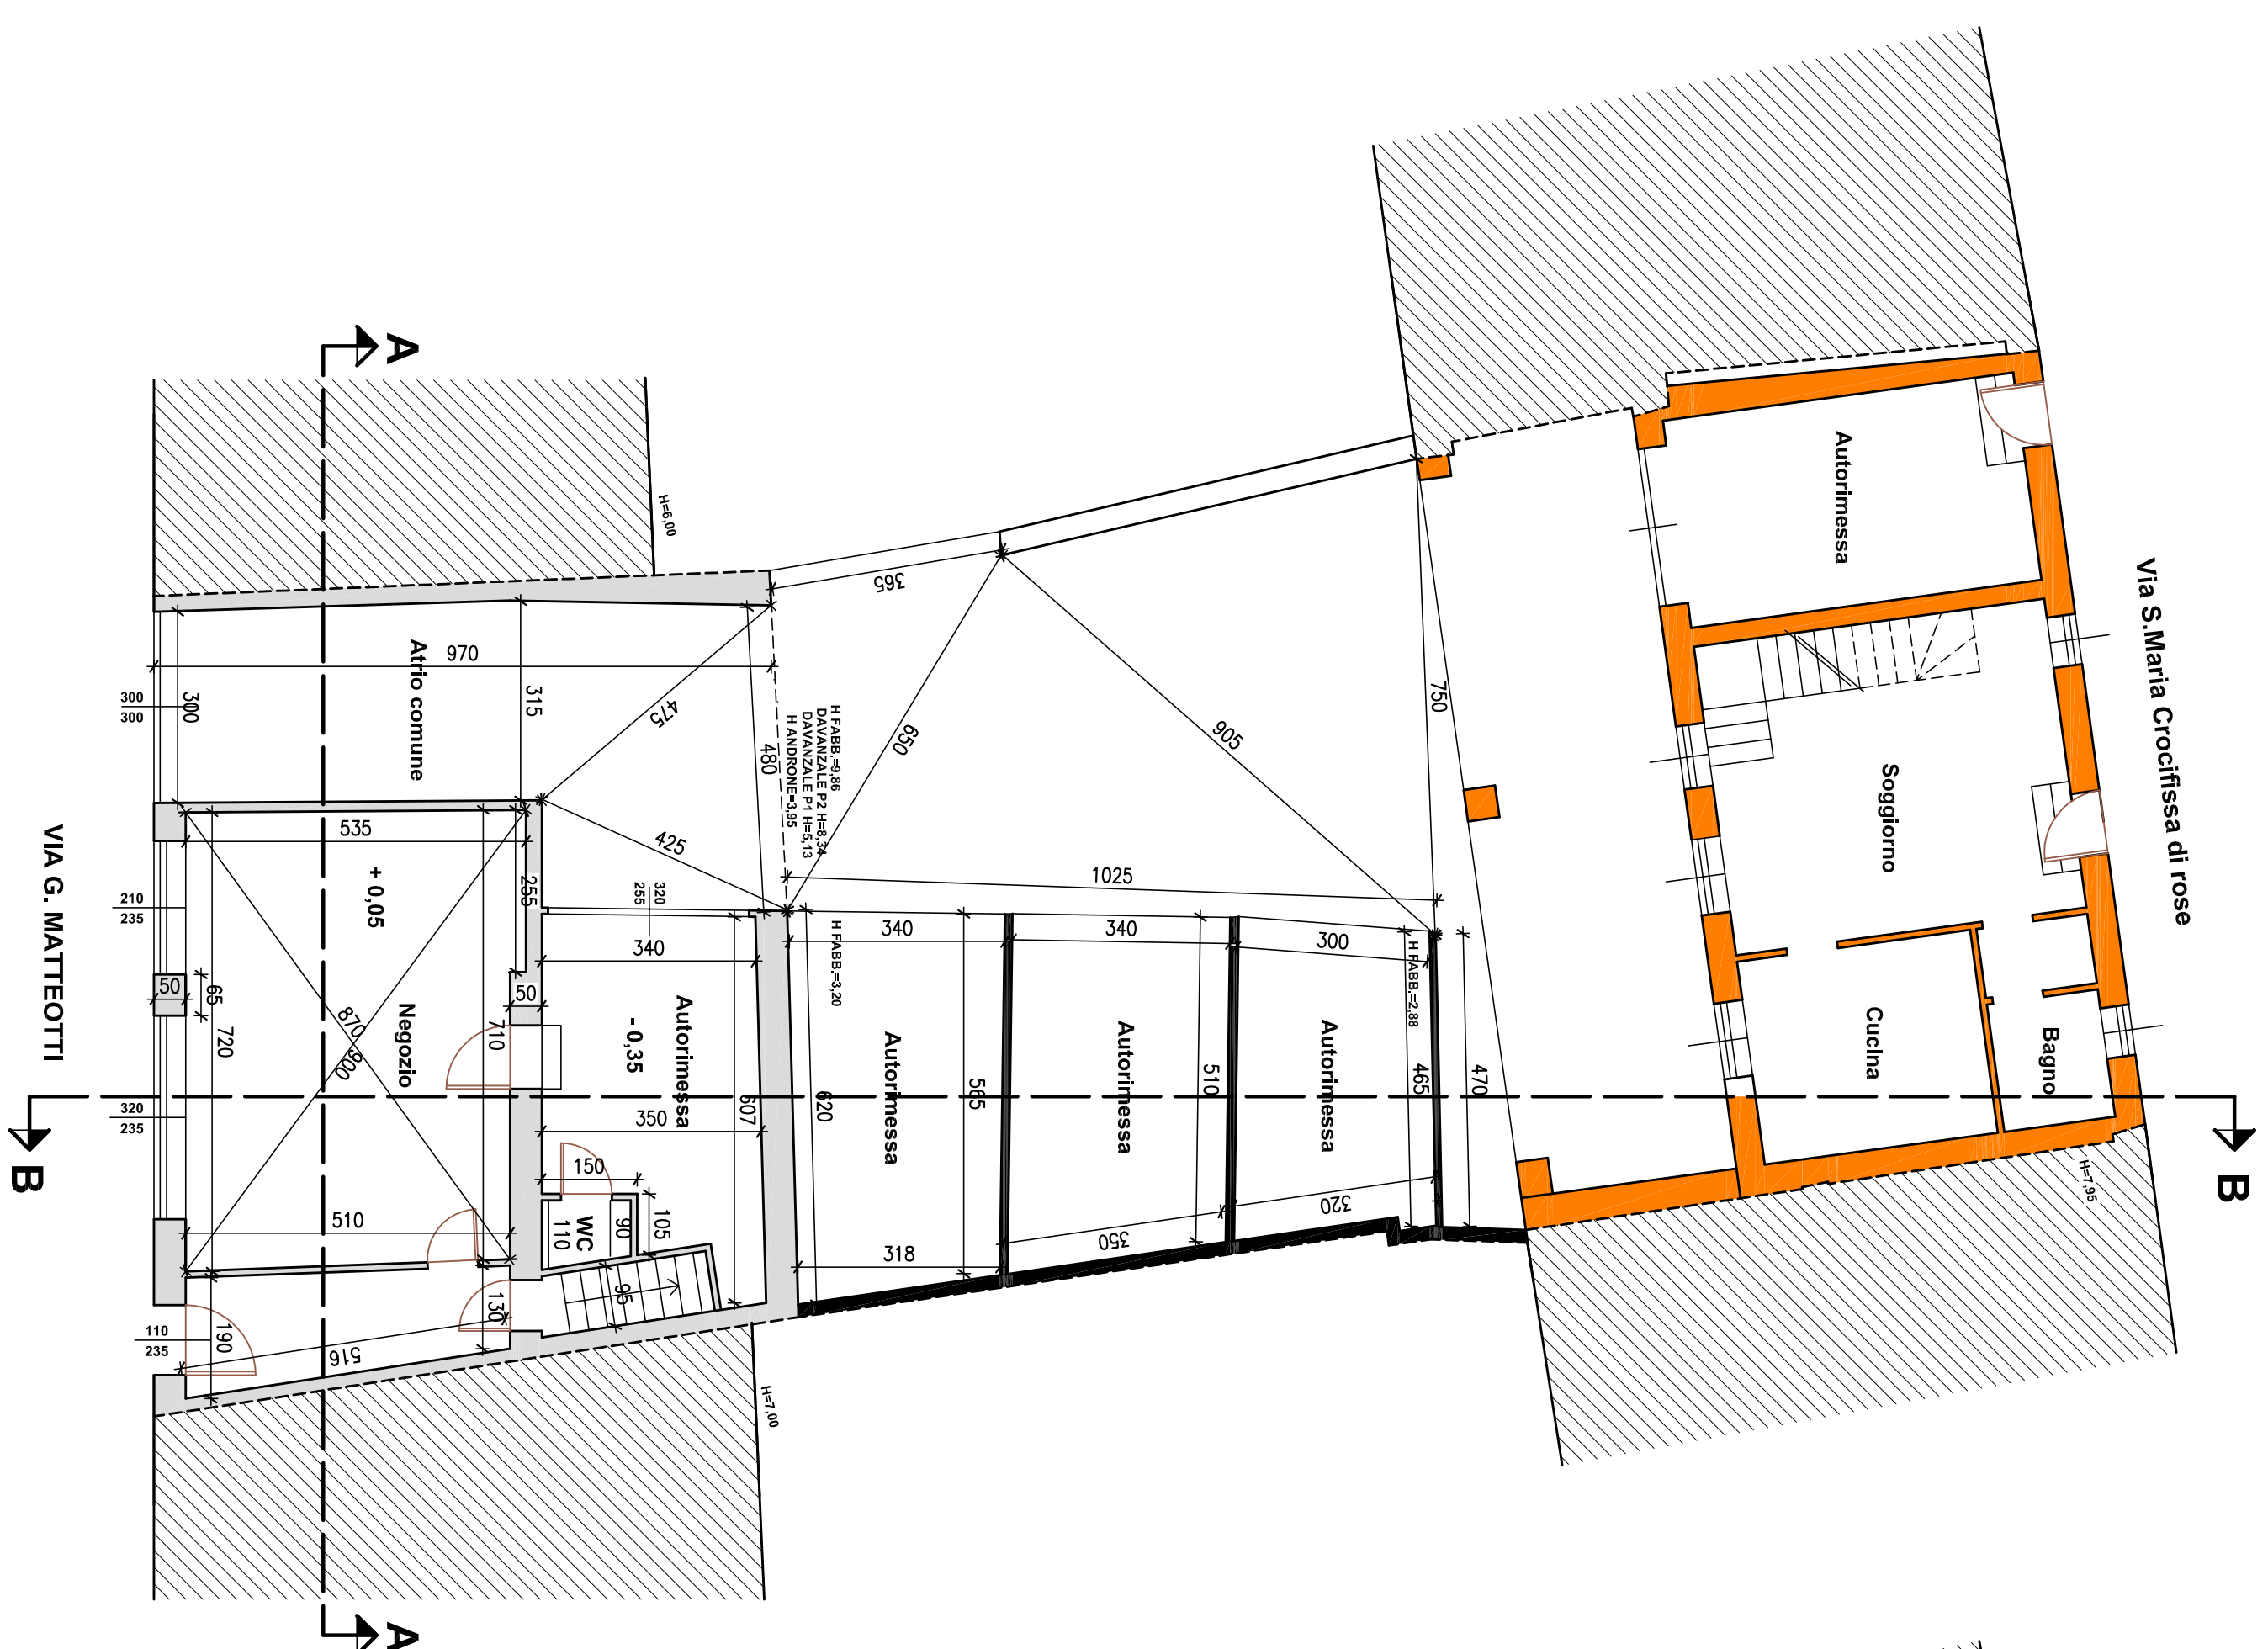 A
H=6,00
365
Autorimessa
Via S.Maria Crocifissa di rose
970
Atrio comune
300
300
300
315
475
480
H FABB.=9,86
DAVANZALE P2 H=8,34
DAVANZALE P1 H=5,13
H ANDRONE=3,95
650
905
750
Soggiorno
535
+ 0,05
425
255
320
255
1025
VIA G. MATTEOTTI
210
235
340
H FABB.=3,20
340
340
300
H FABB.=2,88
50
65
720
870
900
Negozio
710
50
- 0,35
Autorimessa
Autorimessa
Autorimessa
Autorimessa
565
510
465
470
Cucina
Bagno
320
235
350
607
620
B
B
H=7,95
150
WC
110
90
105
510
318
350
320
95
130
110
235
190
516
H=7,00
A